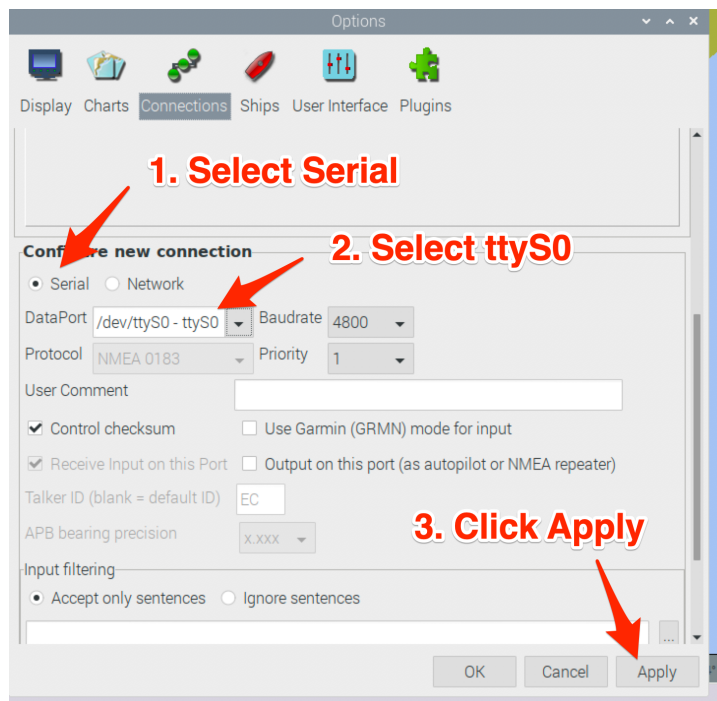 Options
Display Charts Connections Ships User Interface Plugins
1. Select Serial
Configure new connection
2. Select ttyS0
Serial Network
DataPort /dev/ttyS0 - ttyS0 Baudrate 4800
Protocol NMEA 0183 Priority 1
User Comment
Control checksum Use Garmin (GRMN) mode for input
Receive Input on this Port Output on this port (as autopilot or NMEA repeater)
Talker ID (blank = default ID) EC
APB bearing precision x.xxx
3. Click Apply
Input filtering
Accept only sentences Ignore sentences
...
OK Cancel Apply